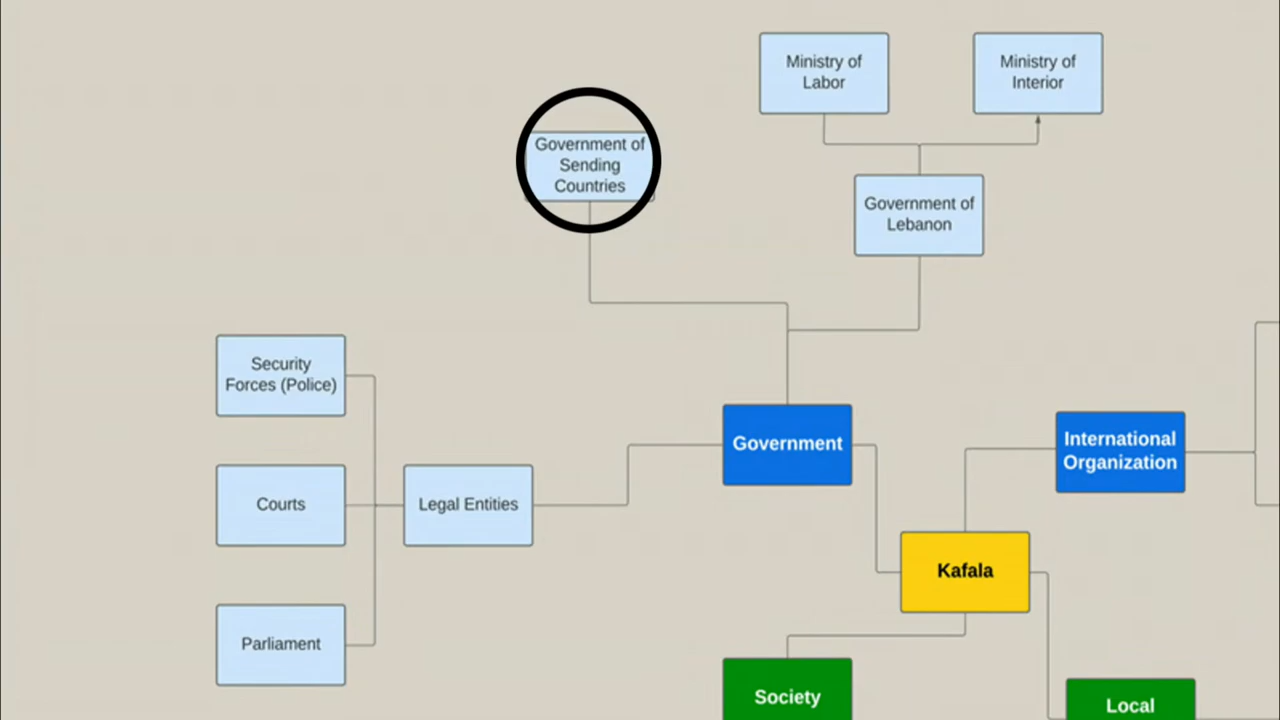 Ministry of
Labor
Ministry of
Interior
Government of
Sending
Countries
Government of
Lebanon
Security
Forces (Police)
Government
International
Organization
Courts
Legal Entities
Kafala
Parliament
Society
Local